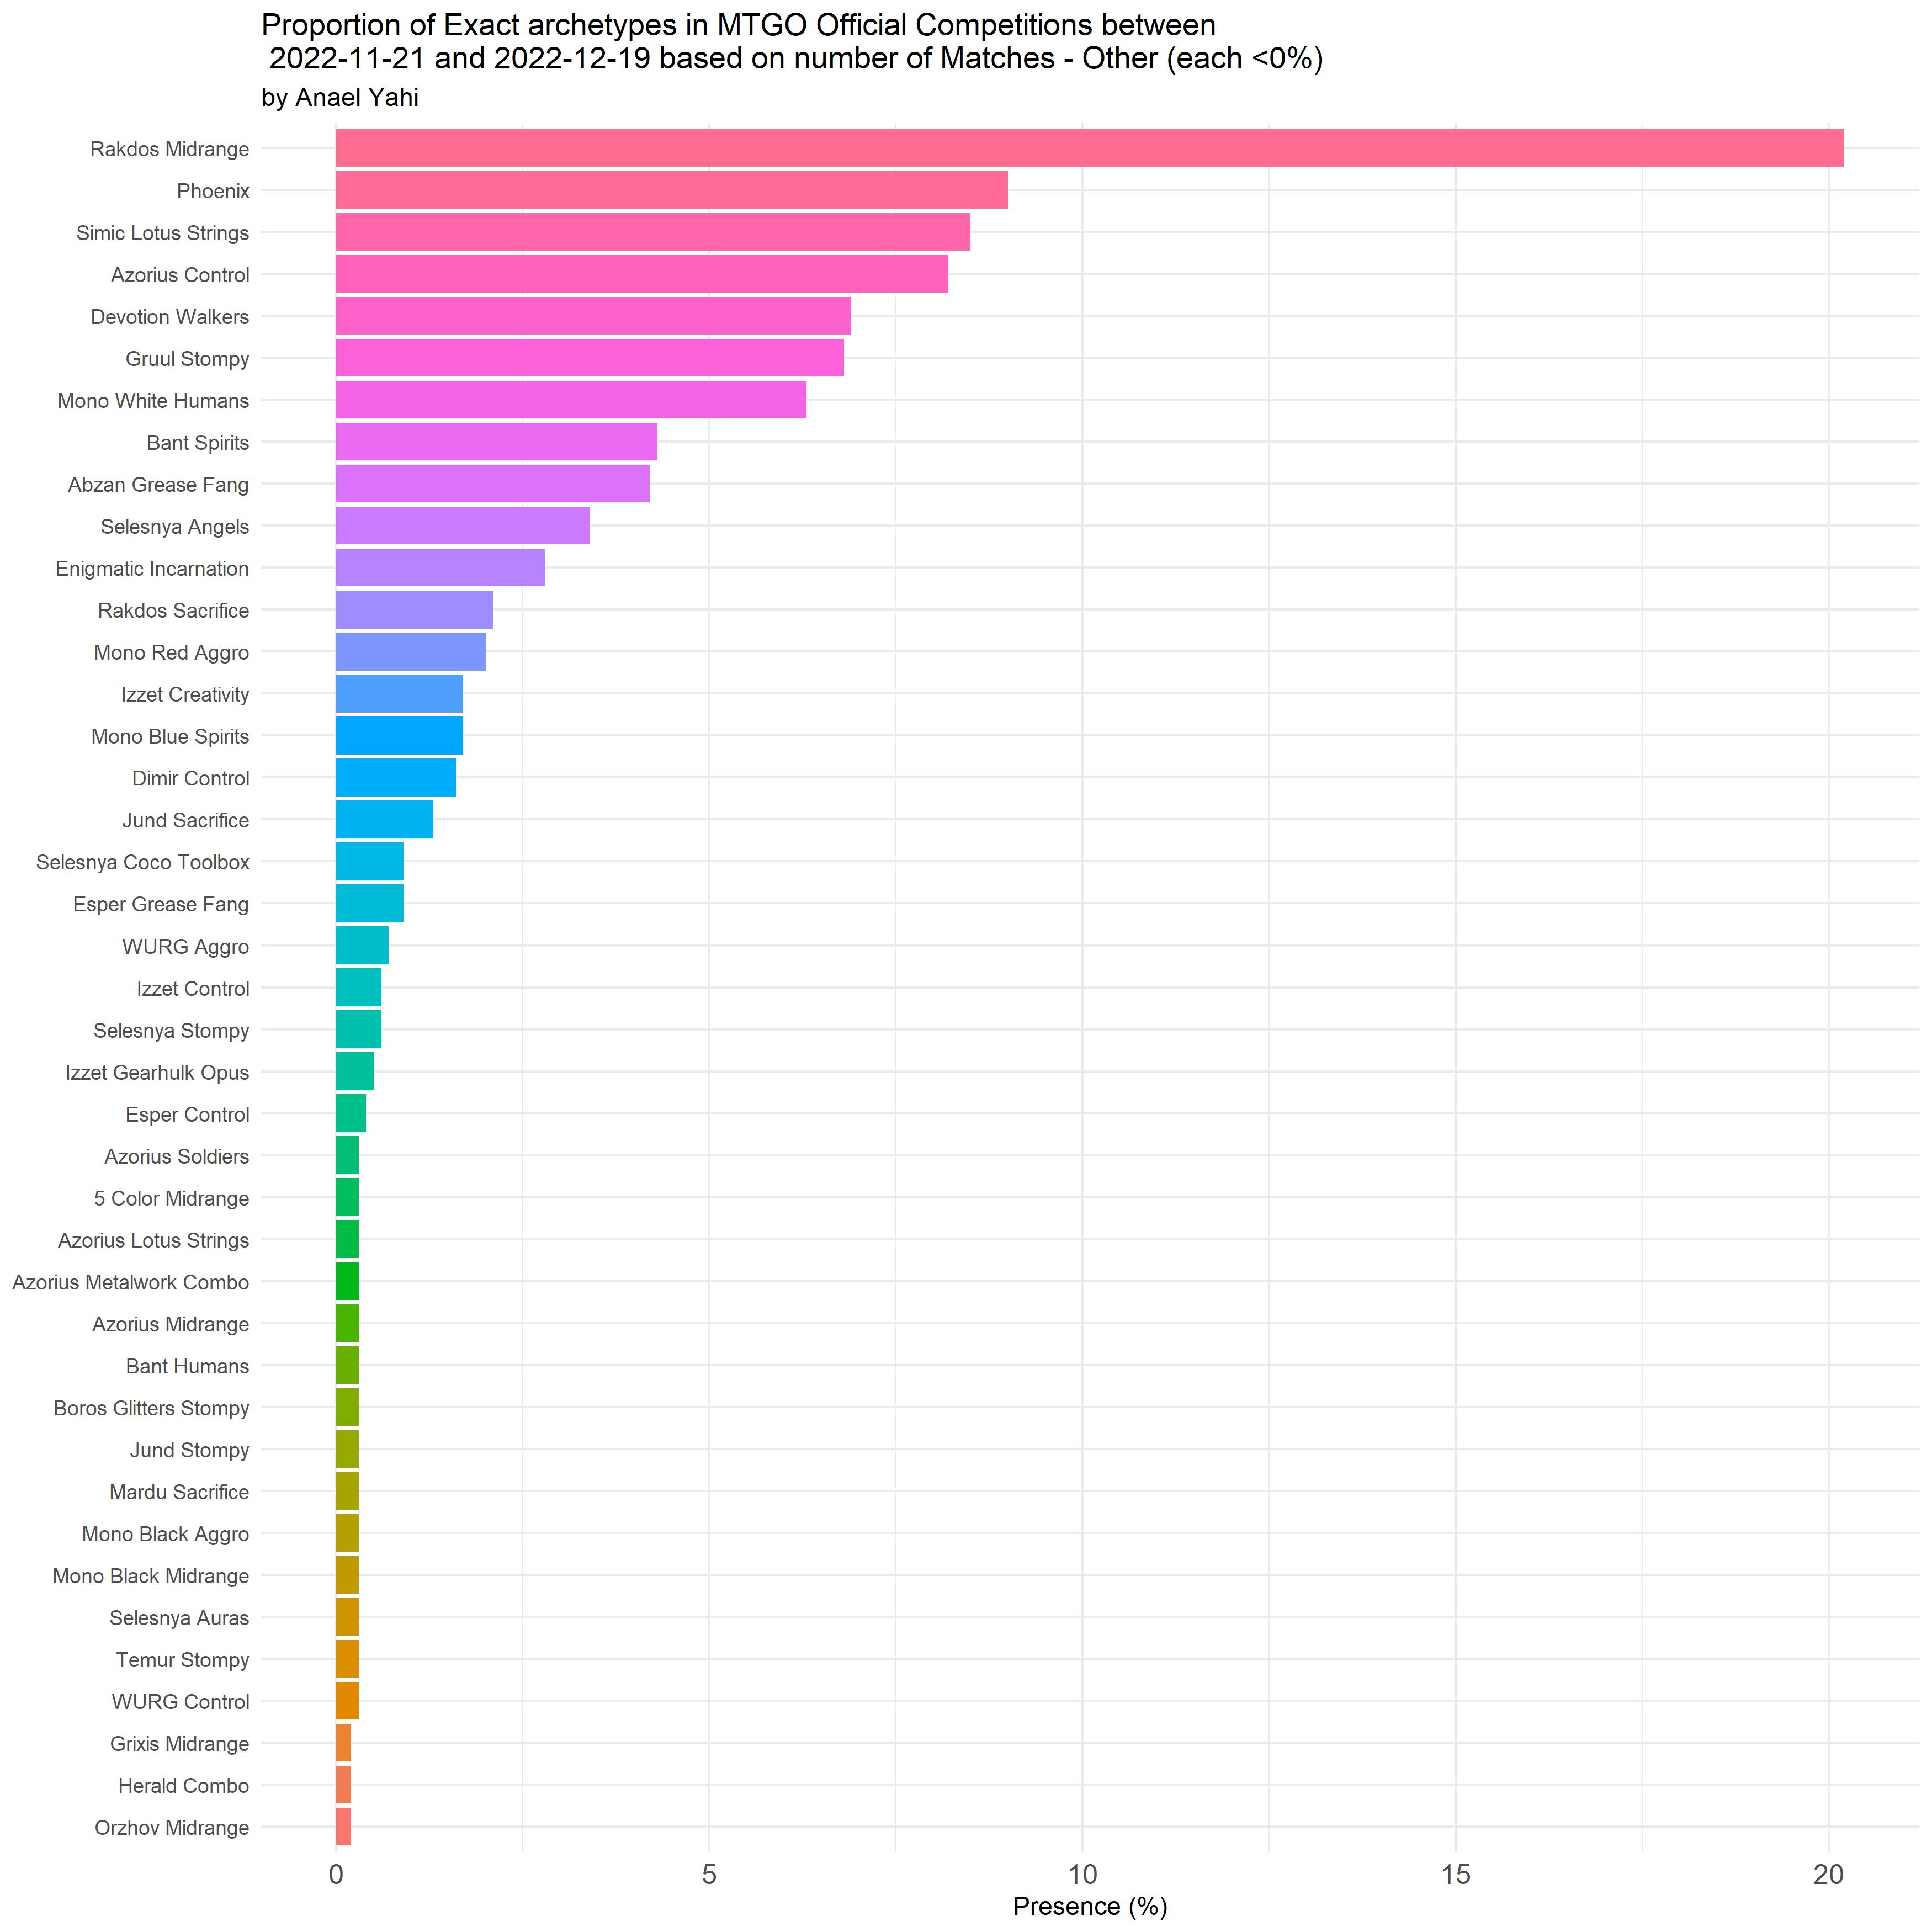 Proportion of Exact archetypes in MTGO Official Competitions between
2022-11-21 and 2022-12-19 based on number of Matches - Other (each <0%)
by Anael Yahi
Rakdos Midrange
Phoenix
Simic Lotus Strings
Azorius Control
Devotion Walkers
Gruul Stompy
Mono White Humans
Bant Spirits
Abzan Grease Fang
Selesnya Angels
Enigmatic Incarnation
Rakdos Sacrifice
Mono Red Aggro
Izzet Creativity
Mono Blue Spirits
Dimir Control
Jund Sacrifice
Selesnya Coco Toolbox
Esper Grease Fang
WURG Aggro
Izzet Control
Selesnya Stompy
Izzet Gearhulk Opus
Esper Control
Azorius Soldiers
5 Color Midrange
Azorius Lotus Strings
Azorius Metalwork Combo
Azorius Midrange
Bant Humans
Boros Glitters Stompy
Jund Stompy
Mardu Sacrifice
Mono Black Aggro
Mono Black Midrange
Selesnya Auras
Temur Stompy
WURG Control
Grixis Midrange
Herald Combo
Orzhov Midrange
0 5 10 15 20
Presence (%)